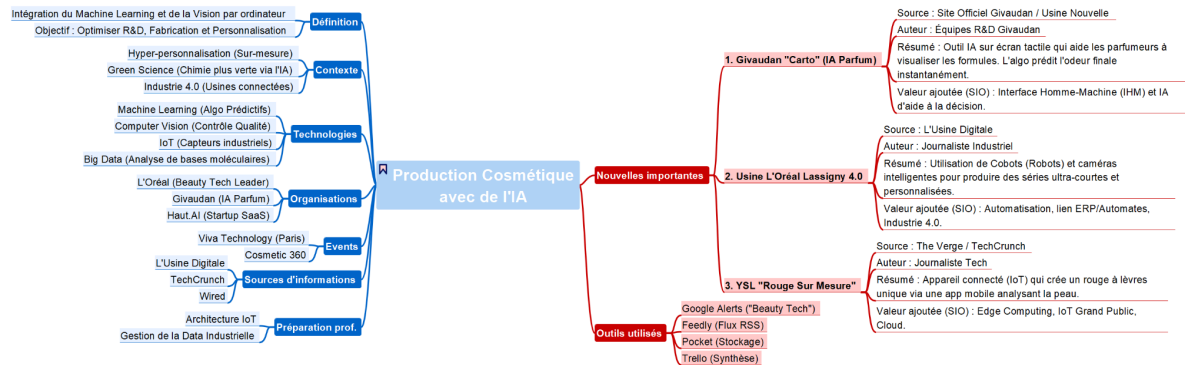 Production Cosmétique
avec de l'IA
Définition
Intégration du Machine Learning et de la Vision par ordinateur
Objectif : Optimiser R&D, Fabrication et Personnalisation
Contexte
Hyper-personnalisation (Sur-mesure)
Green Science (Chimie plus verte via l'IA)
Industrie 4.0 (Usines connectées)
Technologies
Machine Learning (Algo Prédictifs)
Computer Vision (Contrôle Qualité)
IoT (Capteurs industriels)
Big Data (Analyse de bases moléculaires)
Organisations
L'Oréal (Beauty Tech Leader)
Givaudan (IA Parfum)
Haut.AI (Startup SaaS)
Events
Viva Technology (Paris)
Cosmetic 360
Sources d'informations
L'Usine Digitale
TechCrunch
Wired
Préparation prof.
Architecture IoT
Gestion de la Data Industrielle
Nouvelles importantes
1. Givaudan "Carto" (IA Parfum)
Source : Site Officiel Givaudan / Usine Nouvelle
Auteur : Équipes R&D Givaudan
Résumé : Outil IA sur écran tactile qui aide les parfumeurs à
visualiser les formules. L'algo prédit l'odeur finale
instantanément.
Valeur ajoutée (SIO) : Interface Homme-Machine (IHM) et IA
d'aide à la décision.
2. Usine L'Oréal Lassigny 4.0
Source : L'Usine Digitale
Auteur : Journaliste Industriel
Résumé : Utilisation de Cobots (Robots) et caméras
intelligentes pour produire des séries ultra-courtes et
personnalisées.
Valeur ajoutée (SIO) : Automatisation, lien ERP/Automates,
Industrie 4.0.
3. YSL "Rouge Sur Mesure"
Source : The Verge / TechCrunch
Auteur : Journaliste Tech
Résumé : Appareil connecté (IoT) qui crée un rouge à lèvres
unique via une app mobile analysant la peau.
Valeur ajoutée (SIO) : Edge Computing, IoT Grand Public,
Cloud.
Outils utilisés
Google Alerts ("Beauty Tech")
Feedly (Flux RSS)
Pocket (Stockage)
Trello (Synthèse)